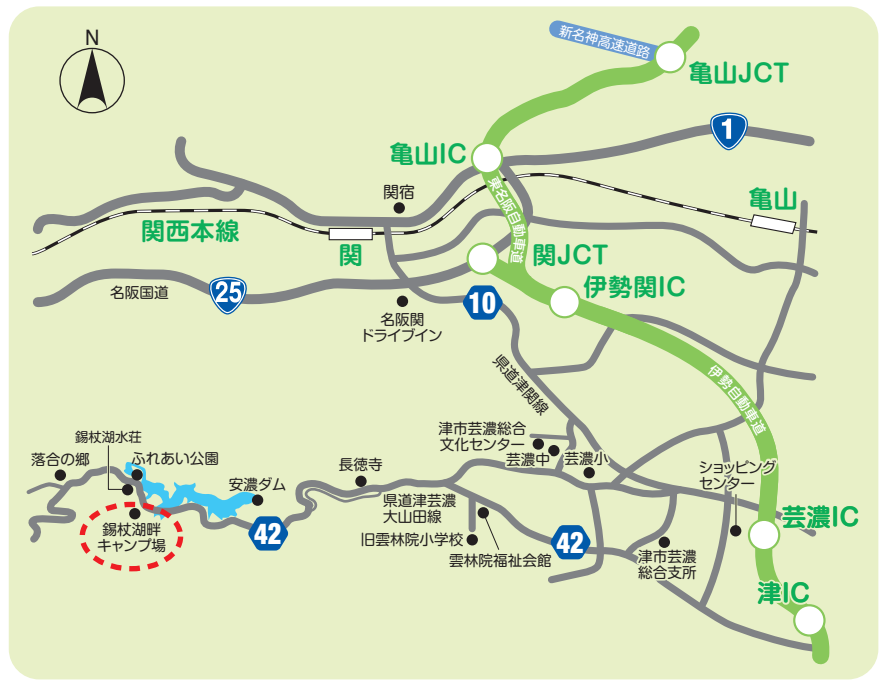 N
新名神高速道路
亀山JCT
1
亀山IC
東名阪自動車道
関宿
亀山
関西本線
関
関JCT
伊勢関IC
名阪国道
25
10
名阪関
ドライブイン
県道津関線
伊勢自動車道
津市芸濃総合
文化センター
芸濃中
芸濃小
ショッピング
センター
錫杖湖水荘
落合の郷
ふれあい公園
安濃ダム
長徳寺
県道津芸濃
大山田線
錫杖湖畔
キャンプ場
42
旧雲林院小学校
雲林院福祉会館
42
津市芸濃
総合支所
芸濃IC
津IC